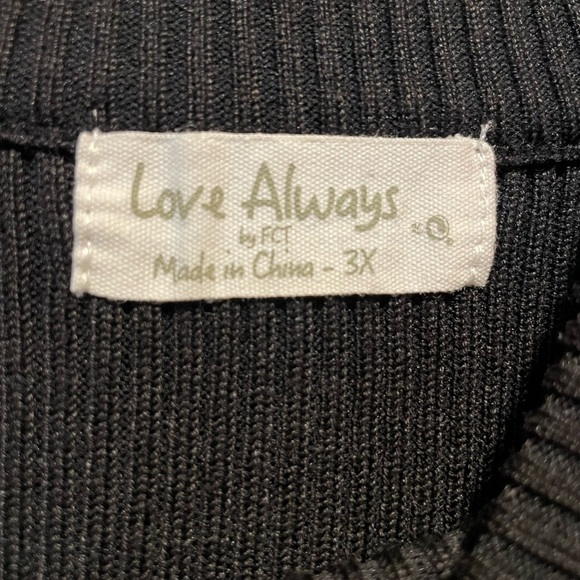 Love Always
by FCT
Made in China - 3X